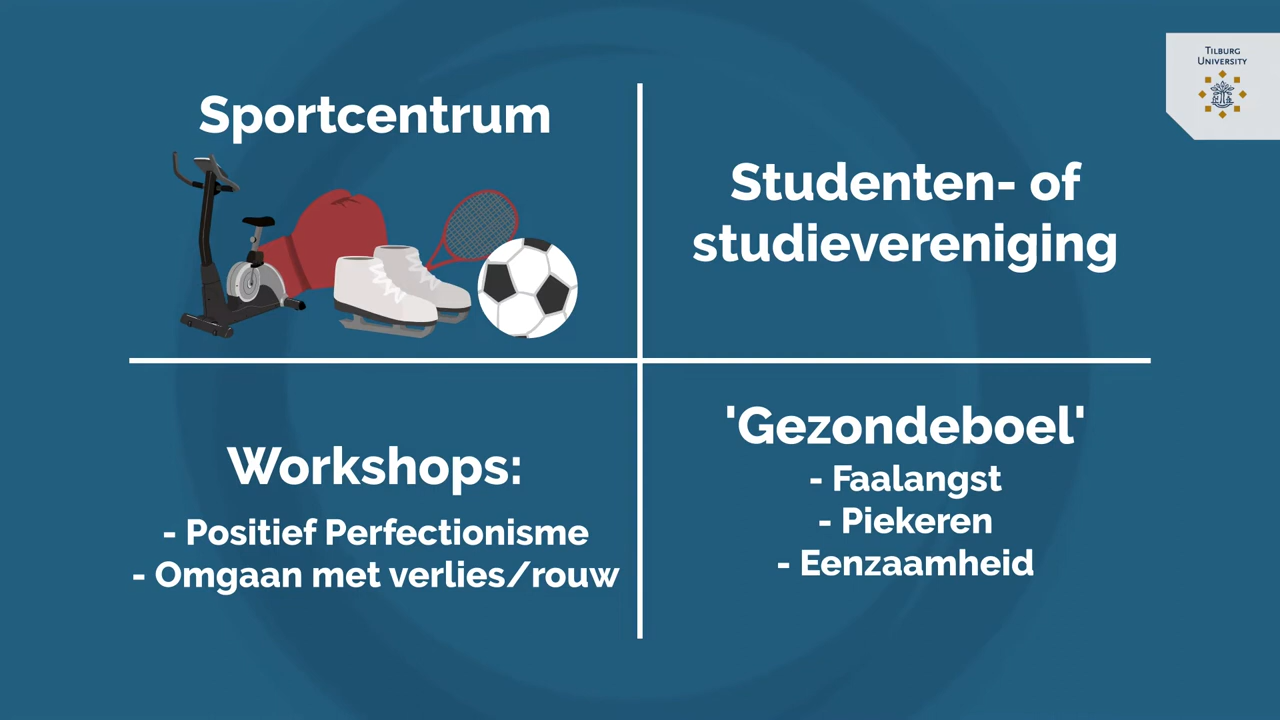 Sportcentrum
Studenten- of
studievereniging
Workshops:
- Positief Perfectionisme
- Omgaan met verlies/rouw
'Gezondeboel'
- Faalangst
- Piekeren
- Eenzaamheid
TILBURG
UNIVERSITY